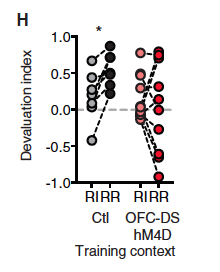 H
*
Devaluation index
1.0
0.5
0.0
-0.5
-1.0
RI RR RI RR
Ctl OFC-DS
hM4D
Training context